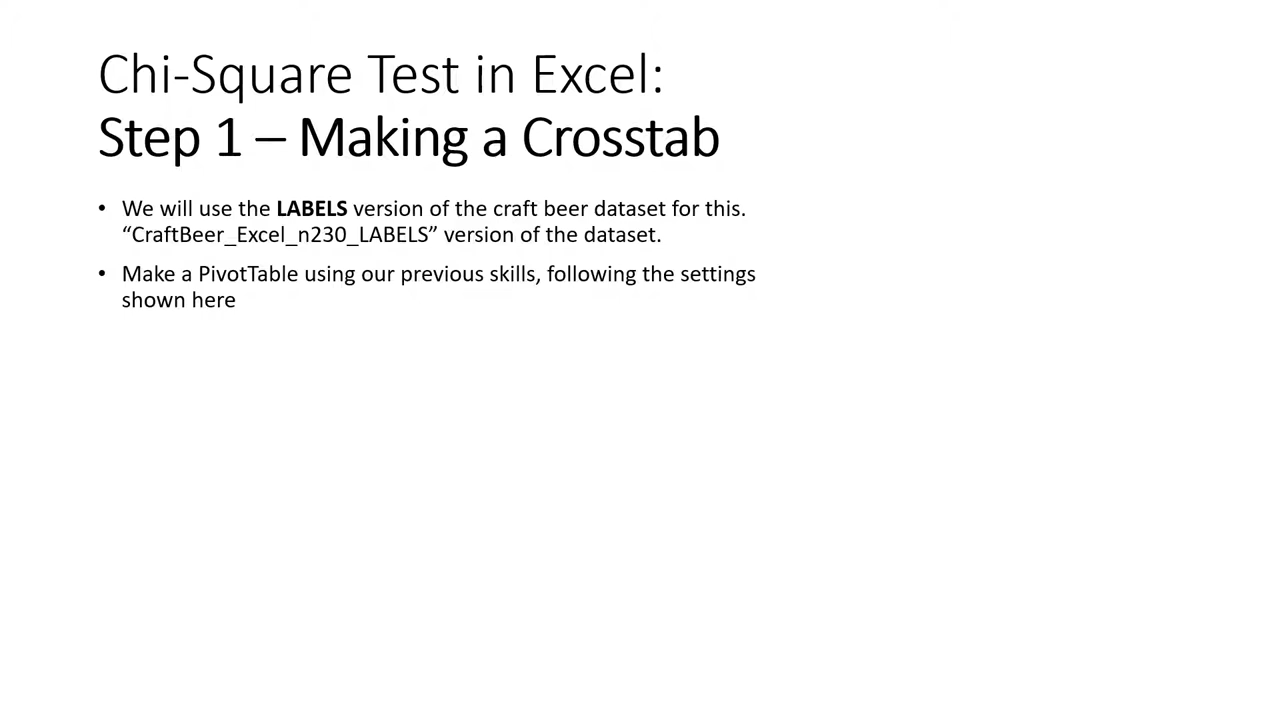 Chi-Square Test in Excel:
Step 1 – Making a Crosstab
• We will use the LABELS version of the craft beer dataset for this.
“CraftBeer_Excel_n230_LABELS” version of the dataset.
• Make a PivotTable using our previous skills, following the settings
shown here